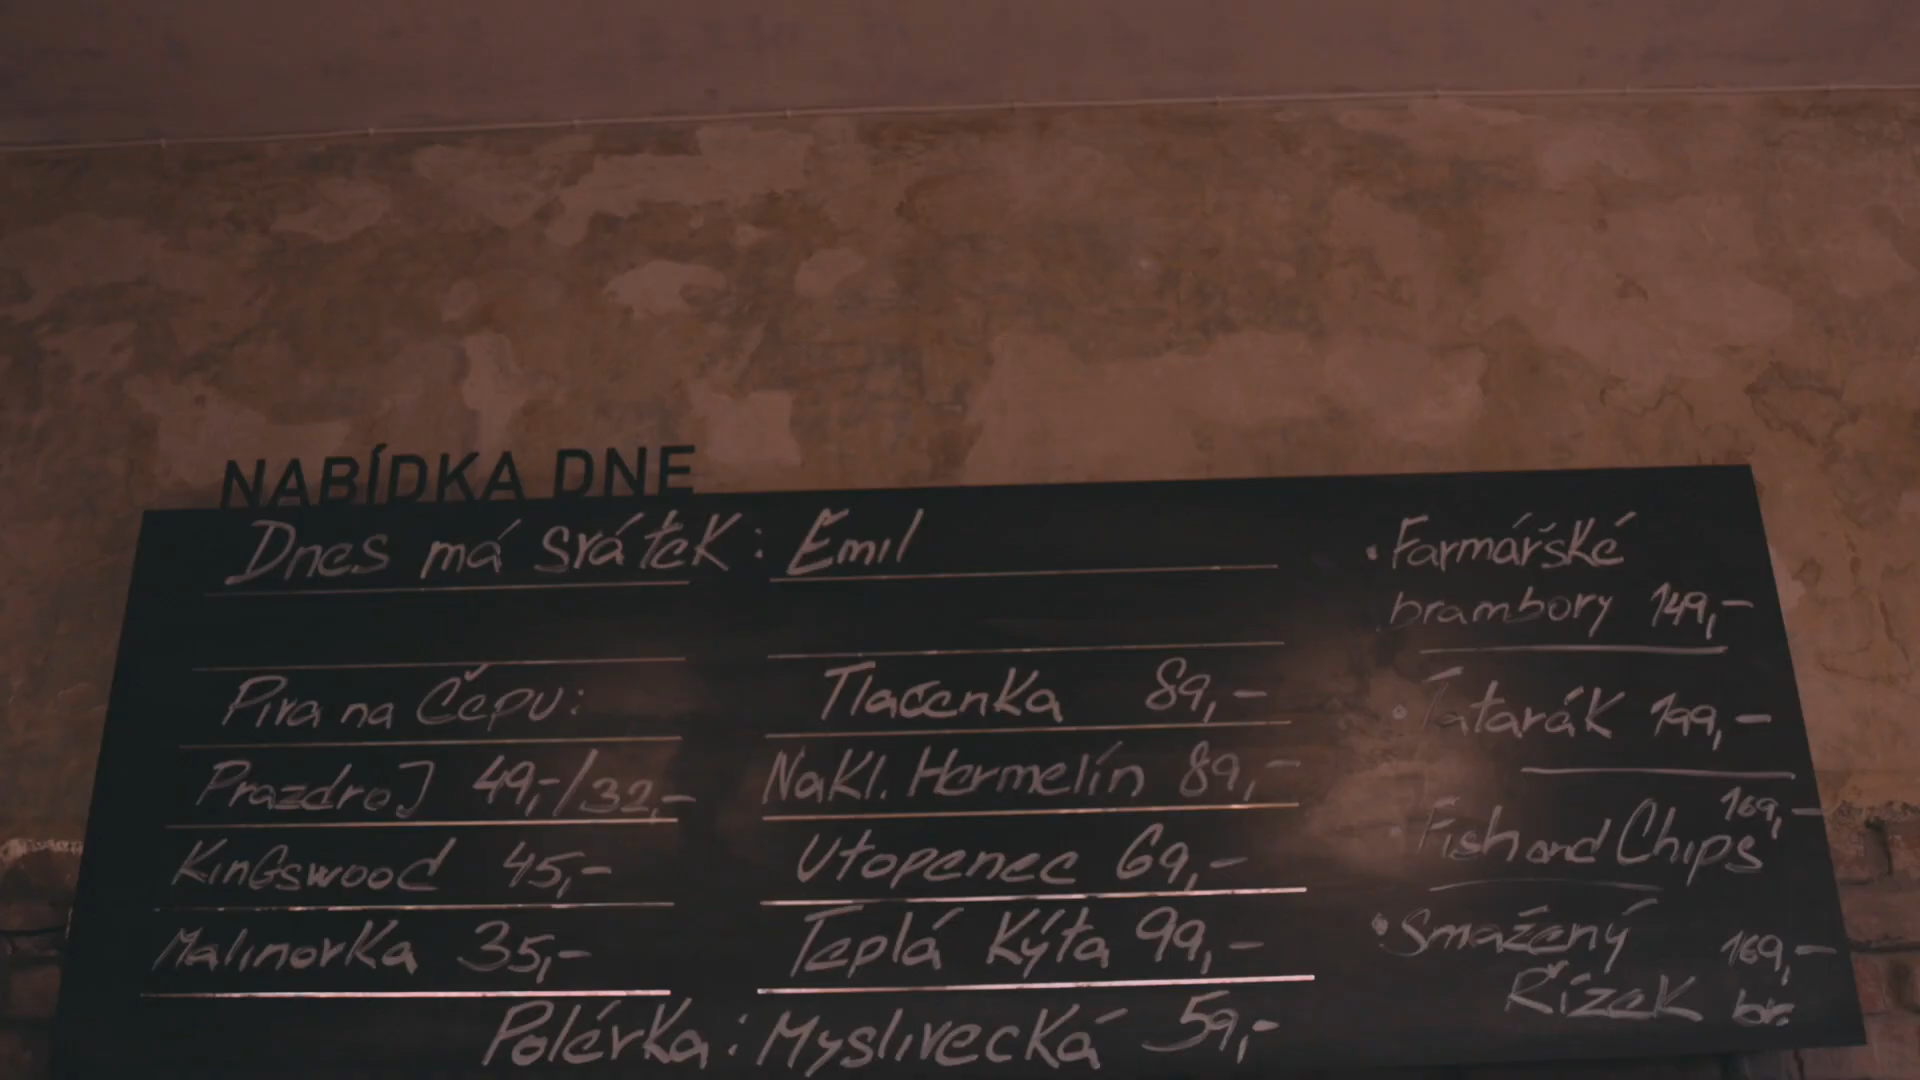 NABÍDKA DNE
Dnes má svátek: Emil
Piva na Čepu:
Prazdroj 49,-/32,-
Kingswood 45,-
Malinovka 35,-
Tlačenka 89,-
Nakl. Hermelín 89,-
Utopenec 69,-
Teplá Kýta 99,-
Polévka: Myslivecká 59,-
• Farmářské
brambory 149,-
• Tatarák 199,-
• Fish and Chips 169,-
• Smažený
Řízek 169,-
br.